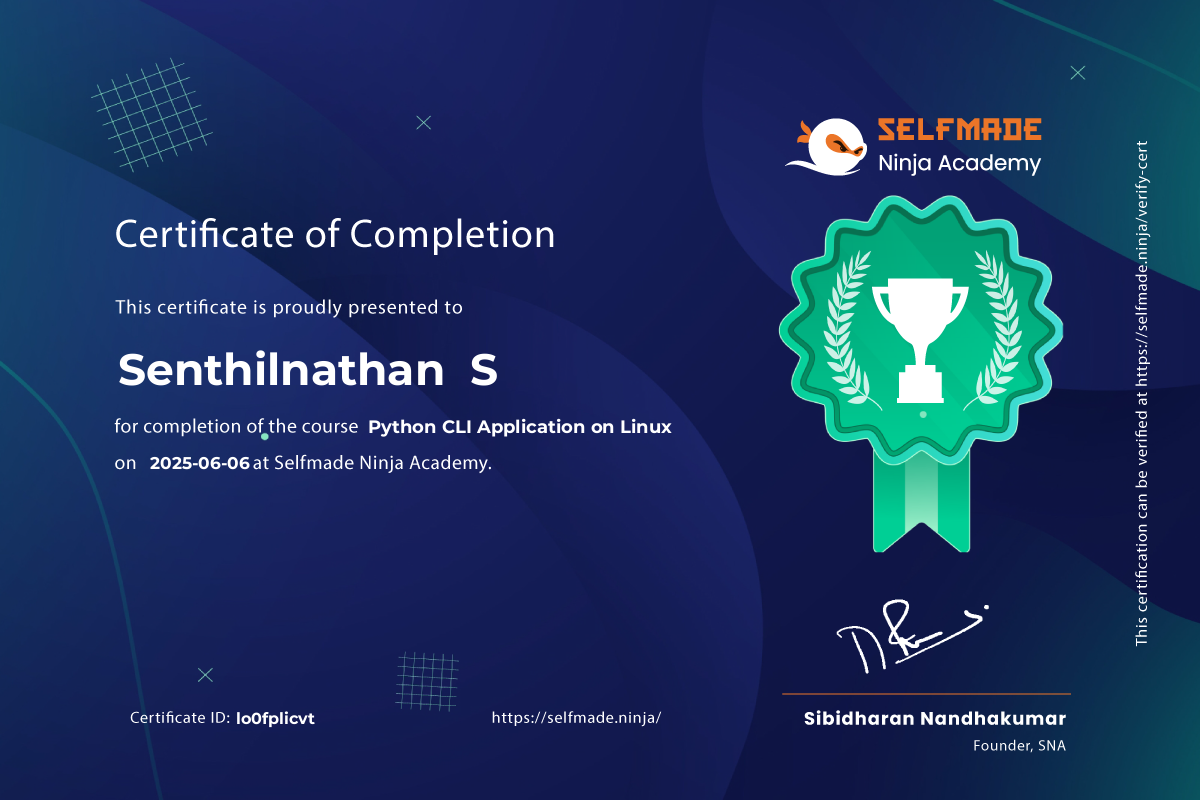 SELFMADE
Ninja Academy
Certificate of Completion
This certificate is proudly presented to
Senthilnathan S
for completion of the course Python CLI Application on Linux
on 2025-06-06 at Selfmade Ninja Academy.
Certificate ID: lo0fplicvt
https://selfmade.ninja/
Sibidharan Nandhakumar
Founder, SNA
This certification can be verified at https://selfmade.ninja/verify-cert